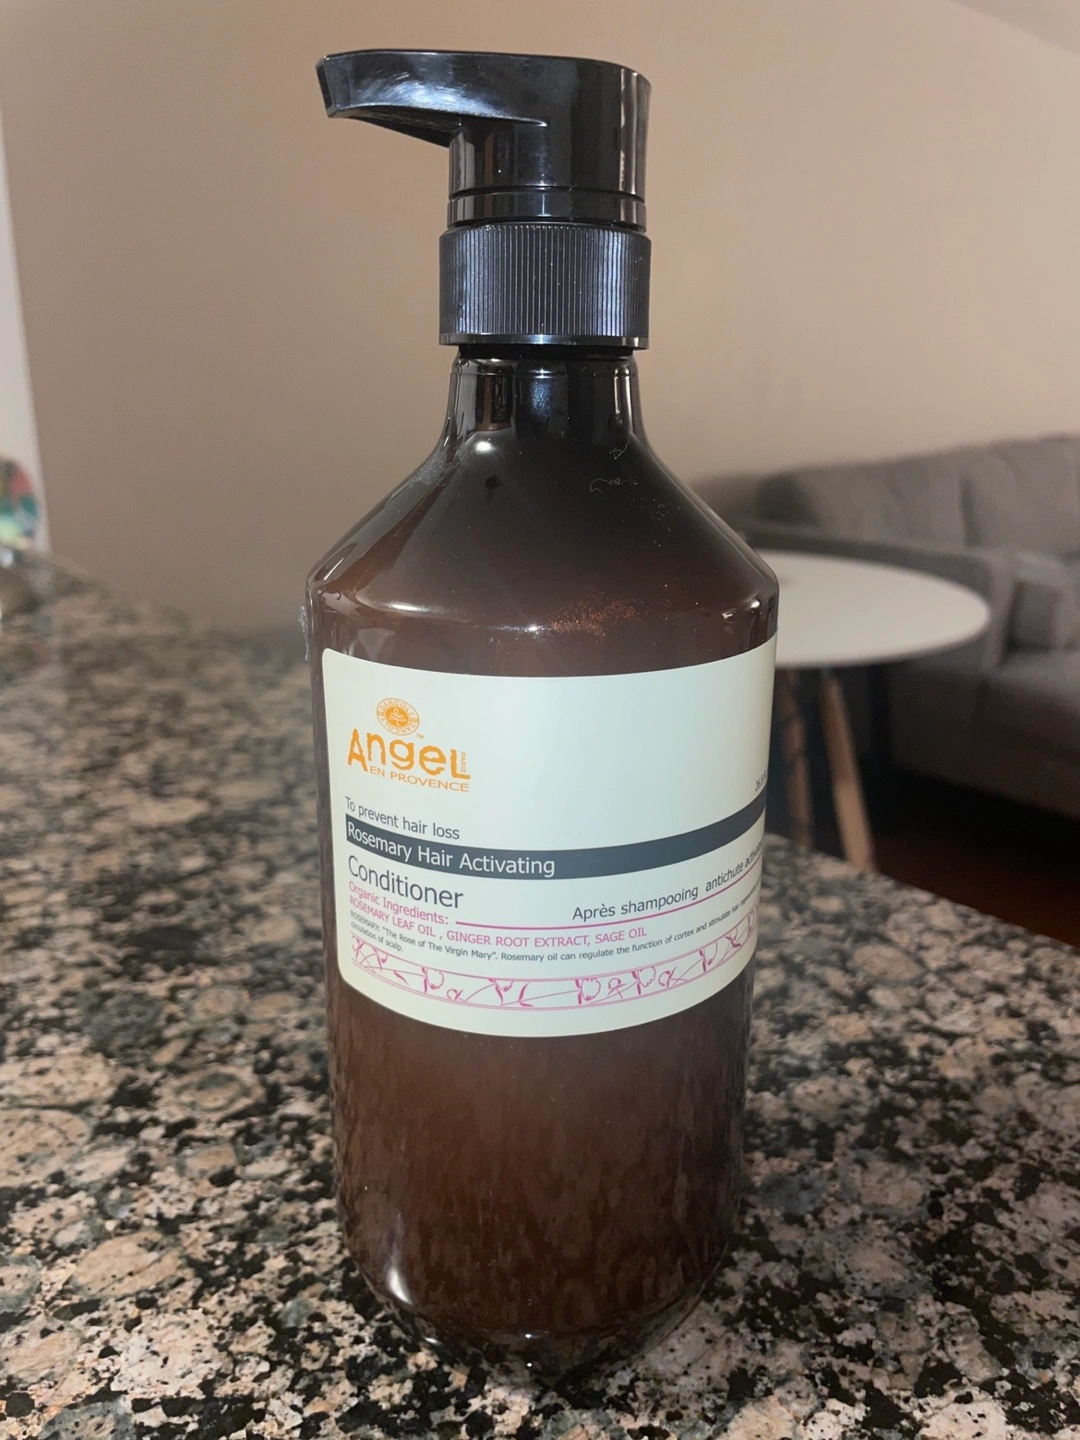 Angel
PARIS
EN PROVENCE
To prevent hair loss
Rosemary Hair Activating
Conditioner
Après shampooing antichute
Organic Ingredients:
ROSEMARY LEAF OIL , GINGER ROOT EXTRACT, SAGE OIL
ROSEMARY, "The Rose of The Virgin Mary". Rosemary oil can regulate the function of cortex and stimulate hair
circulation of scalp.